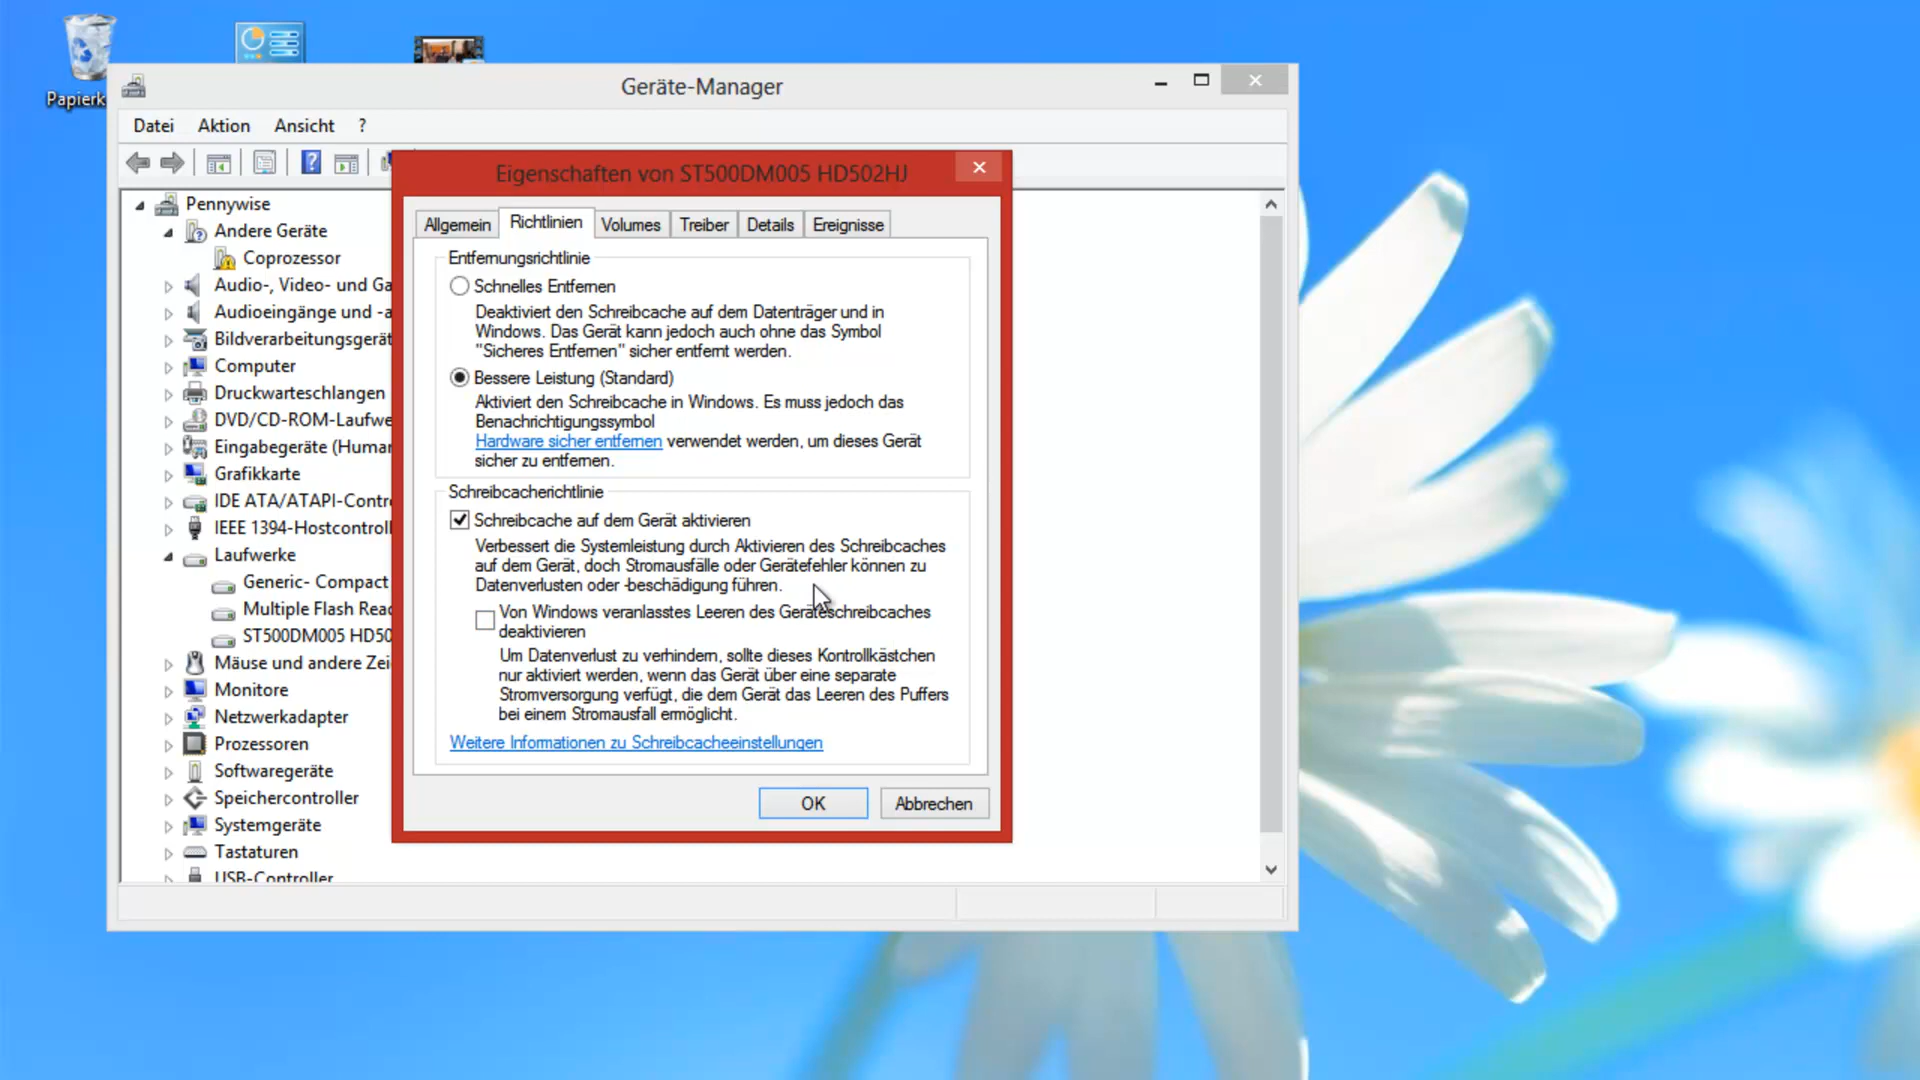 Papierk
Geräte-Manager
Datei Aktion Ansicht ?
Pennywise
Andere Geräte
Coprozessor
Audio-, Video- und Ga
Audioeingänge und -a
Bildverarbeitungsgerät
Computer
Druckwarteschlangen
DVD/CD-ROM-Laufwe
Eingabegeräte (Humar
Grafikkarte
IDE ATA/ATAPI-Contr
IEEE 1394-Hostcontroll
Laufwerke
Generic- Compact
Multiple Flash Reac
ST500DM005 HD50
Mäuse und andere Zei
Monitore
Netzwerkadapter
Prozessoren
Softwaregeräte
Speichercontroller
Systemgeräte
Tastaturen
USB-Controller
Eigenschaften von ST500DM005 HD502HJ
Allgemein Richtlinien Volumes Treiber Details Ereignisse
Entfernungsrichtlinie
Schnelles Entfernen
Deaktiviert den Schreibcache auf dem Datenträger und in
Windows. Das Gerät kann jedoch auch ohne das Symbol
"Sicheres Entfernen" sicher entfernt werden.
Bessere Leistung (Standard)
Aktiviert den Schreibcache in Windows. Es muss jedoch das
Benachrichtigungssymbol
Hardware sicher entfernen verwendet werden, um dieses Gerät
sicher zu entfernen.
Schreibcacherichtlinie
Schreibcache auf dem Gerät aktivieren
Verbessert die Systemleistung durch Aktivieren des Schreibcaches
auf dem Gerät, doch Stromausfälle oder Gerätefehler können zu
Datenverlusten oder -beschädigung führen.
Von Windows veranlasstes Leeren des Geräteschreibcaches
deaktivieren
Um Datenverlust zu verhindern, sollte dieses Kontrollkästchen
nur aktiviert werden, wenn das Gerät über eine separate
Stromversorgung verfügt, die dem Gerät das Leeren des Puffers
bei einem Stromausfall ermöglicht.
Weitere Informationen zu Schreibcacheeinstellungen
OK Abbrechen